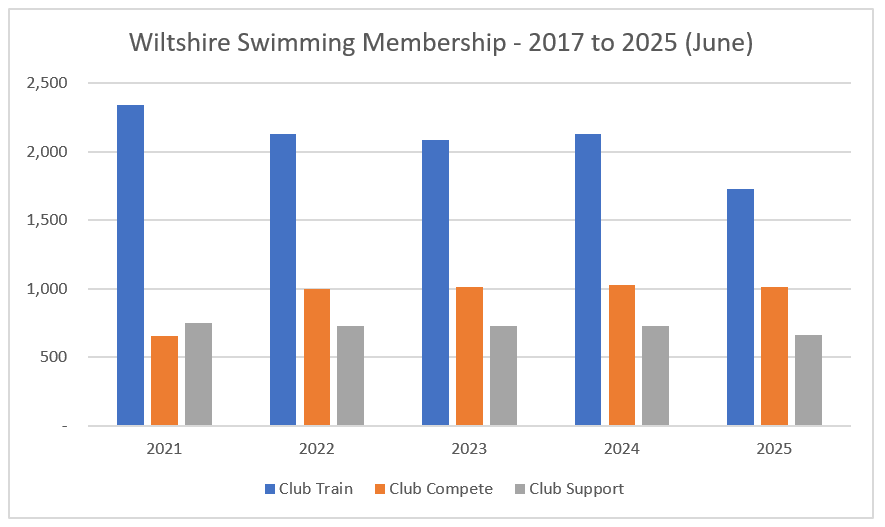 Wiltshire Swimming Membership - 2017 to 2025 (June)
2,500
2,000
1,500
1,000
500
-
2021 2022 2023 2024 2025
Club Train Club Compete Club Support